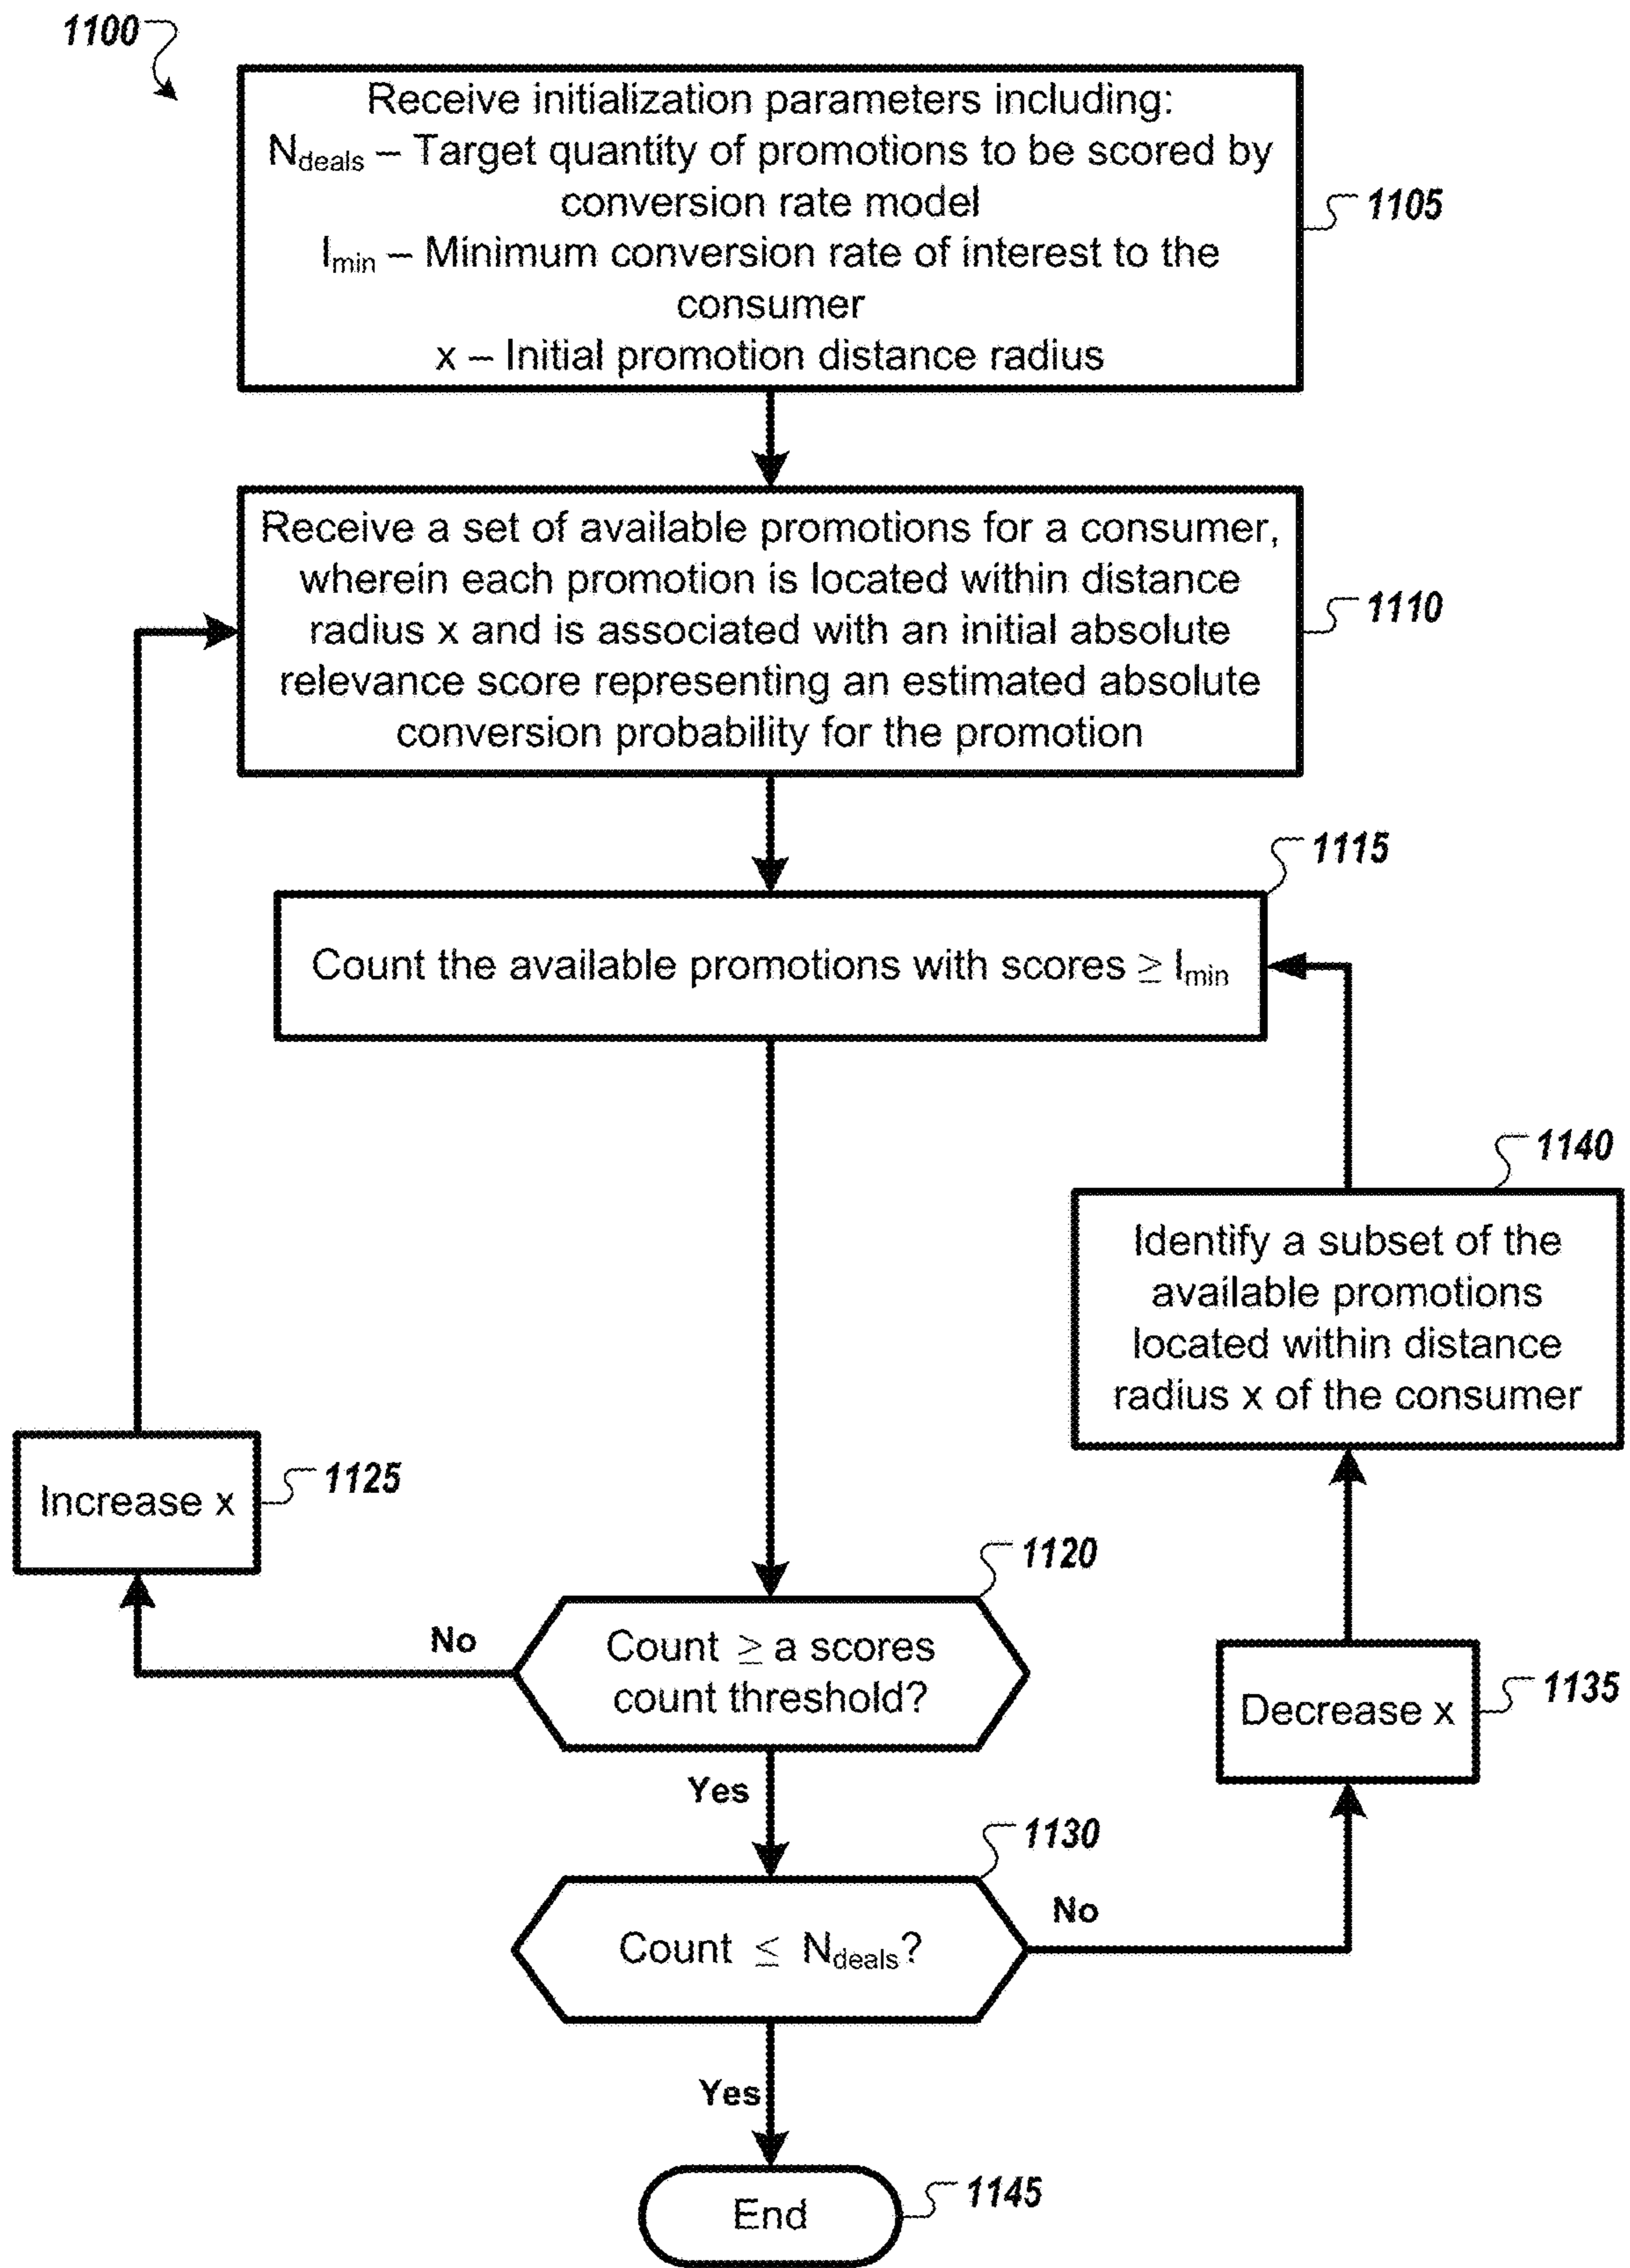 1100
Receive initialization parameters including:
Ndeals – Target quantity of promotions to be scored by
conversion rate model
Imin – Minimum conversion rate of interest to the
consumer
x – Initial promotion distance radius
1105
Receive a set of available promotions for a consumer,
wherein each promotion is located within distance
radius x and is associated with an initial absolute
relevance score representing an estimated absolute
conversion probability for the promotion
1110
1115
Count the available promotions with scores ≥ Imin
1140
Identify a subset of the
available promotions
located within distance
radius x of the consumer
Increase x
1125
1120
No
Count ≥ a scores
count threshold?
Decrease x
1135
Yes
1130
No
Count ≤ Ndeals?
Yes
End
1145